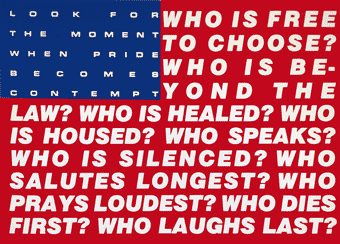 LOOK FOR
THE MOMENT
WHEN PRIDE
BECOMES
CONTEMPT
WHO IS FREE
TO CHOOSE?
WHO IS BE-
YOND THE
LAW? WHO IS HEALED? WHO
IS HOUSED? WHO SPEAKS?
WHO IS SILENCED? WHO
SALUTES LONGEST? WHO
PRAYS LOUDEST? WHO DIES
FIRST? WHO LAUGHS LAST?